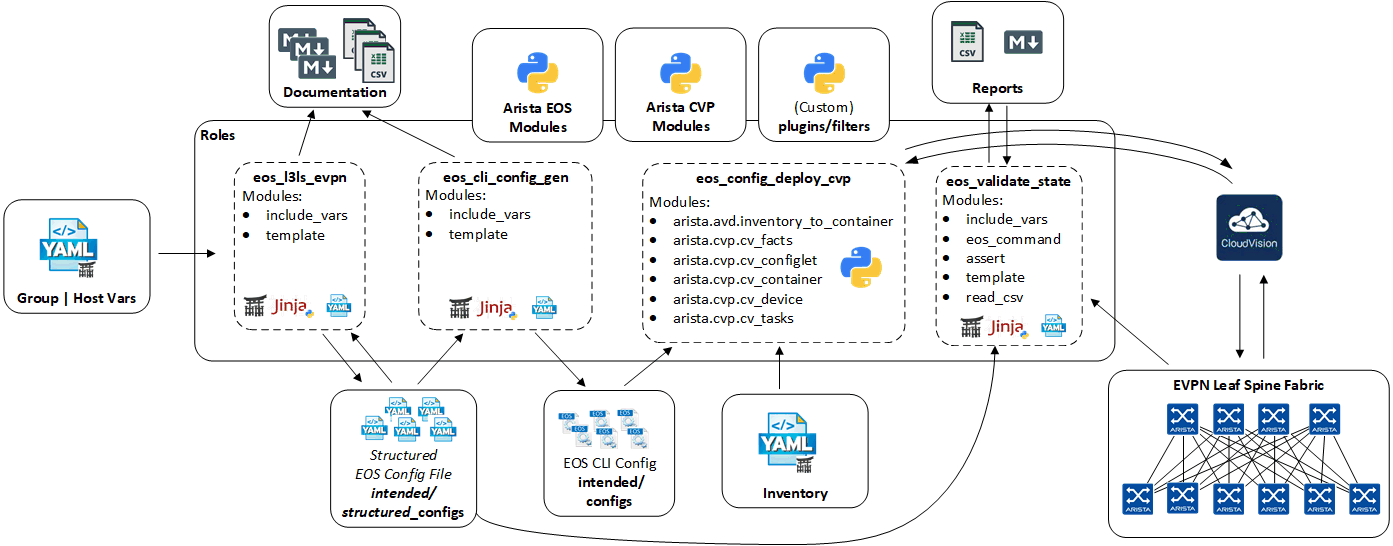 M↓
M↓
M↓
CSV
Documentation
Arista EOS
Modules
Arista CVP
Modules
(Custom)
plugins/filters
CSV
M↓
Reports
Roles
eos_l3ls_evpn
Modules:
• include_vars
• template
Jinja
YAML
eos_cli_config_gen
Modules:
• include_vars
• template
Jinja
YAML
eos_config_deploy_cvp
Modules:
• arista.avd.inventory_to_container
• arista.cvp.cv_facts
• arista.cvp.cv_configlet
• arista.cvp.cv_container
• arista.cvp.cv_device
• arista.cvp.cv_tasks
eos_validate_state
Modules:
• include_vars
• eos_command
• assert
• template
• read_csv
Jinja
YAML
CloudVision
</> YAML
Group | Host Vars
YAML
YAML
YAML
YAML
YAML
Structured
EOS Config File
intended/
structured_configs
EOS
EOS
EOS
EOS
EOS
EOS
EOS CLI Config
intended/
configs
</> YAML
Inventory
EVPN Leaf Spine Fabric
ARISTA
ARISTA
ARISTA
ARISTA
ARISTA
ARISTA
ARISTA
ARISTA
ARISTA
ARISTA